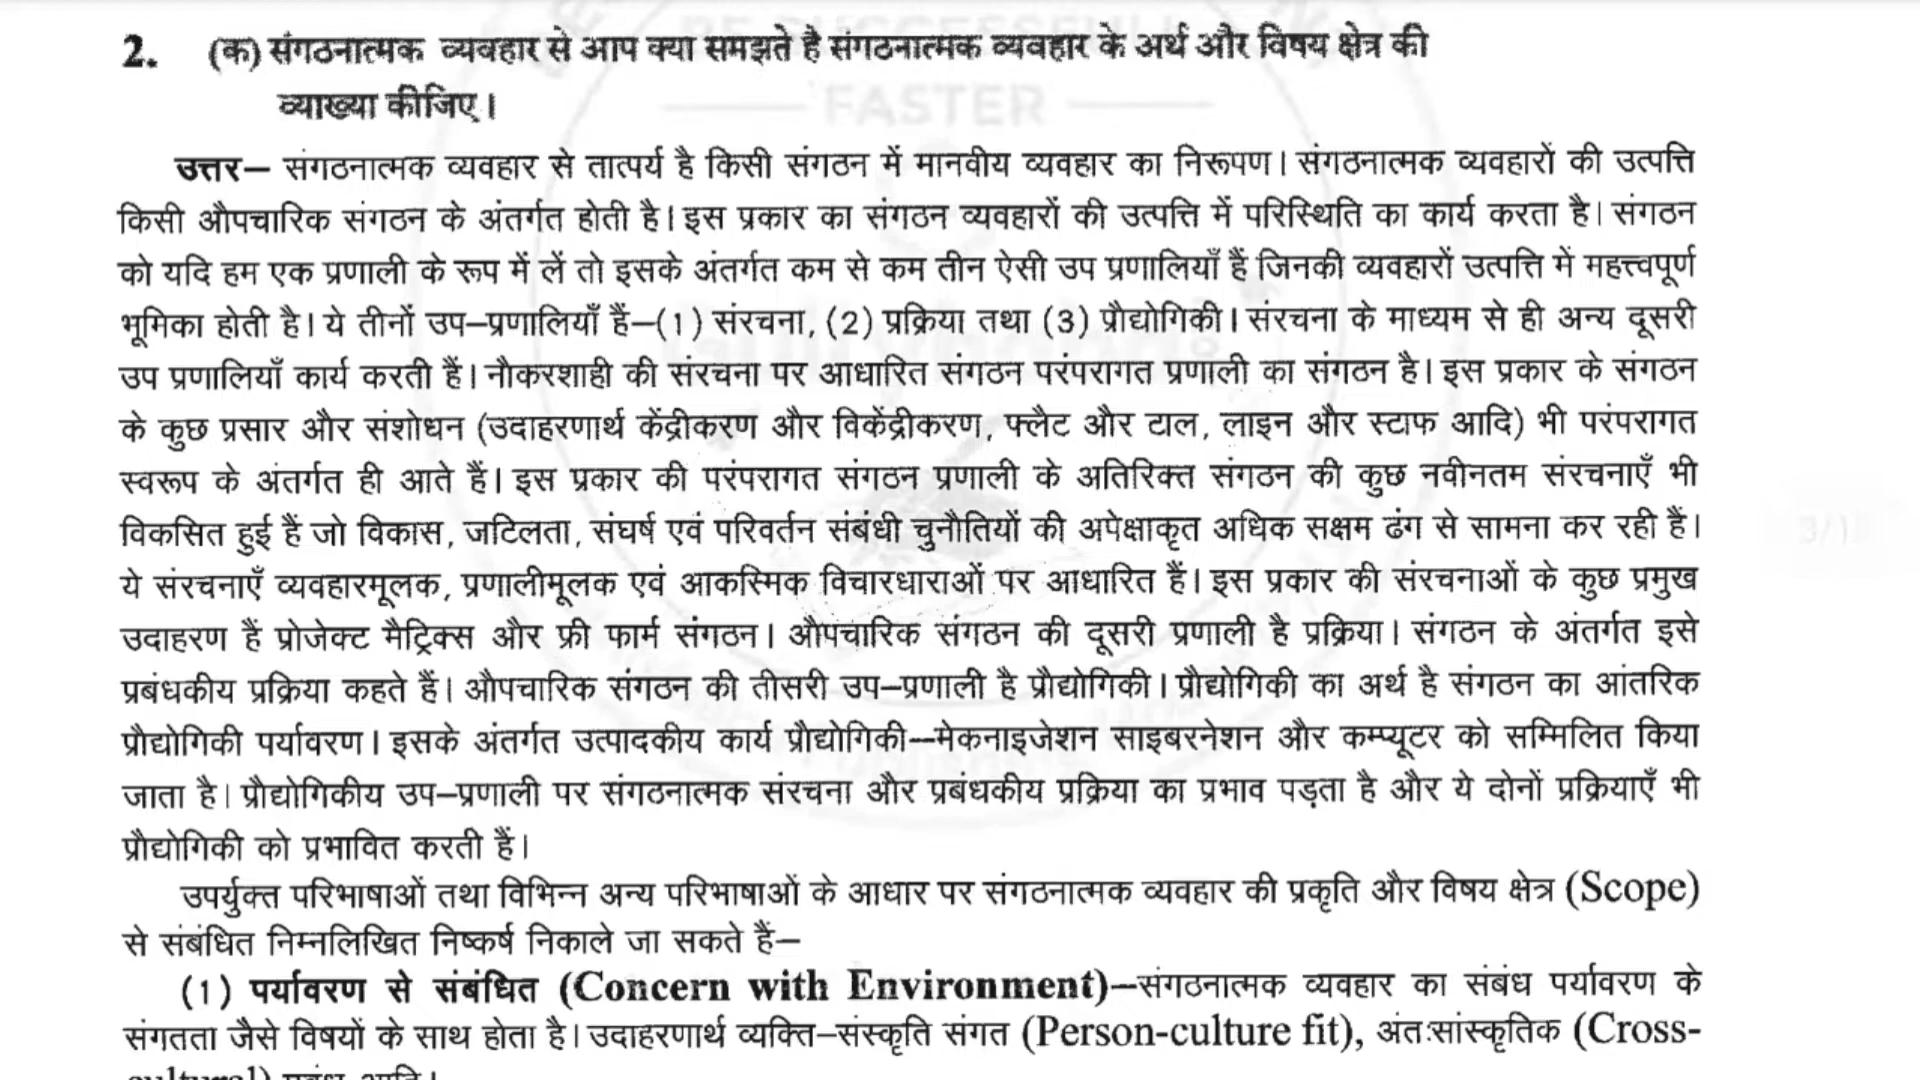 2. (क) संगठनात्मक व्यवहार से आप क्या समझते है संगठनात्मक व्यवहार के अर्थ और विषय क्षेत्र की
व्याख्या कीजिए।
FASTER
उत्तर– संगठनात्मक व्यवहार से तात्पर्य है किसी संगठन में मानवीय व्यवहार का निरूपण। संगठनात्मक व्यवहारों की उत्पत्ति
किसी औपचारिक संगठन के अंतर्गत होती है। इस प्रकार का संगठन व्यवहारों की उत्पत्ति में परिस्थिति का कार्य करता है। संगठन
को यदि हम एक प्रणाली के रूप में लें तो इसके अंतर्गत कम से कम तीन ऐसी उप प्रणालियाँ हैं जिनकी व्यवहारों उत्पत्ति में महत्त्वपूर्ण
भूमिका होती है। ये तीनों उप–प्रणालियाँ हैं–(1) संरचना, (2) प्रक्रिया तथा (3) प्रौद्योगिकी। संरचना के माध्यम से ही अन्य दूसरी
उप प्रणालियाँ कार्य करती हैं। नौकरशाही की संरचना पर आधारित संगठन परंपरागत प्रणाली का संगठन है। इस प्रकार के संगठन
के कुछ प्रसार और संशोधन (उदाहरणार्थ केंद्रीकरण और विकेंद्रीकरण, फ्लैट और टाल, लाइन और स्टाफ आदि) भी परंपरागत
स्वरूप के अंतर्गत ही आते हैं। इस प्रकार की परंपरागत संगठन प्रणाली के अतिरिक्त संगठन की कुछ नवीनतम संरचनाएँ भी
विकसित हुई हैं जो विकास, जटिलता, संघर्ष एवं परिवर्तन संबंधी चुनौतियों की अपेक्षाकृत अधिक सक्षम ढंग से सामना कर रही हैं।
ये संरचनाएँ व्यवहारमूलक, प्रणालीमूलक एवं आकस्मिक विचारधाराओं पर आधारित हैं। इस प्रकार की संरचनाओं के कुछ प्रमुख
उदाहरण हैं प्रोजेक्ट मैट्रिक्स और फ्री फार्म संगठन। औपचारिक संगठन की दूसरी प्रणाली है प्रक्रिया। संगठन के अंतर्गत इसे
प्रबंधकीय प्रक्रिया कहते हैं। औपचारिक संगठन की तीसरी उप–प्रणाली है प्रौद्योगिकी। प्रौद्योगिकी का अर्थ है संगठन का आंतरिक
प्रौद्योगिकी पर्यावरण। इसके अंतर्गत उत्पादकीय कार्य प्रौद्योगिकी–मेकनाइजेशन साइबरनेशन और कम्प्यूटर को सम्मिलित किया
जाता है। प्रौद्योगिकीय उप–प्रणाली पर संगठनात्मक संरचना और प्रबंधकीय प्रक्रिया का प्रभाव पड़ता है और ये दोनों प्रक्रियाएँ भी
प्रौद्योगिकी को प्रभावित करती हैं।
उपर्युक्त परिभाषाओं तथा विभिन्न अन्य परिभाषाओं के आधार पर संगठनात्मक व्यवहार की प्रकृति और विषय क्षेत्र (Scope)
से संबंधित निम्नलिखित निष्कर्ष निकाले जा सकते हैं–
(1) पर्यावरण से संबंधित (Concern with Environment)–संगठनात्मक व्यवहार का संबंध पर्यावरण के
संगतता जैसे विषयों के साथ होता है। उदाहरणार्थ व्यक्ति–संस्कृति संगत (Person-culture fit), अंतःसांस्कृतिक (Cross-